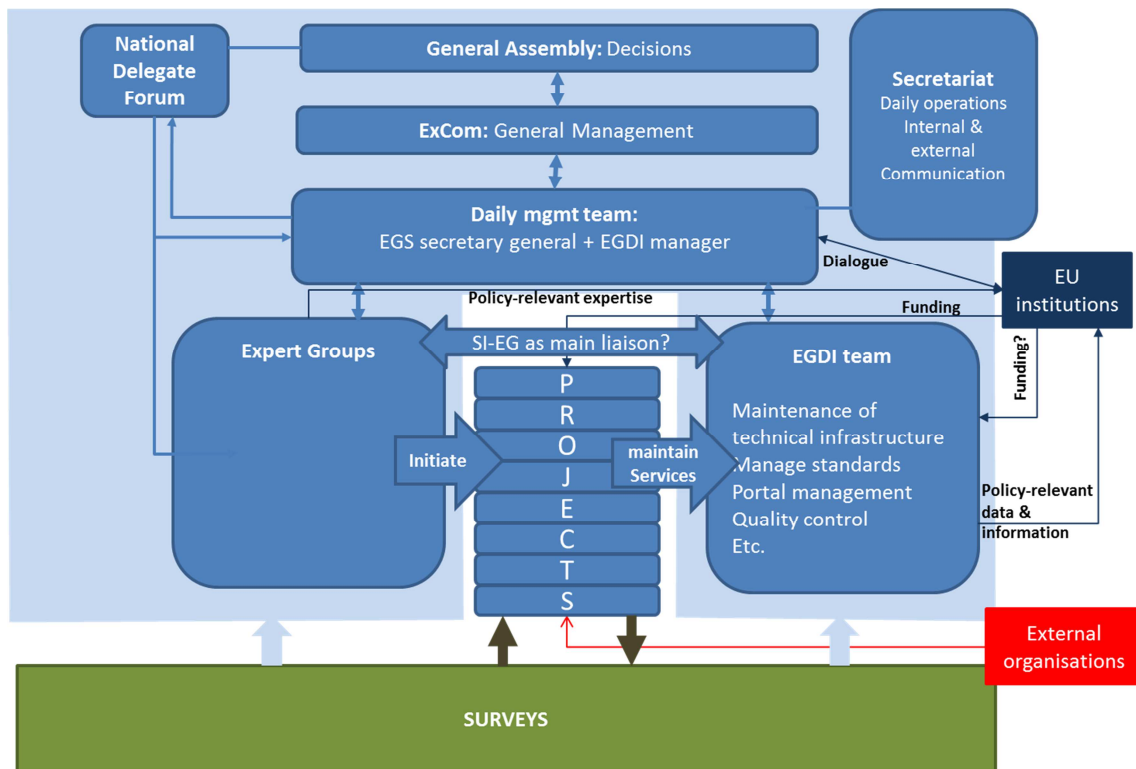 National
Delegate
Forum
General Assembly: Decisions
Secretariat
Daily operations
Internal &
external
Communication
ExCom: General Management
Daily mgmt team:
EGS secretary general + EGDI manager
Dialogue
EU
institutions
Policy-relevant expertise
Funding
Funding?
Expert Groups
SI-EG as main liaison?
EGDI team
Maintenance of
technical infrastructure
Manage standards
Portal management
Quality control
Etc.
P
R
O
J
E
C
T
S
Initiate
maintain
Services
Policy-relevant
data &
information
External
organisations
SURVEYS